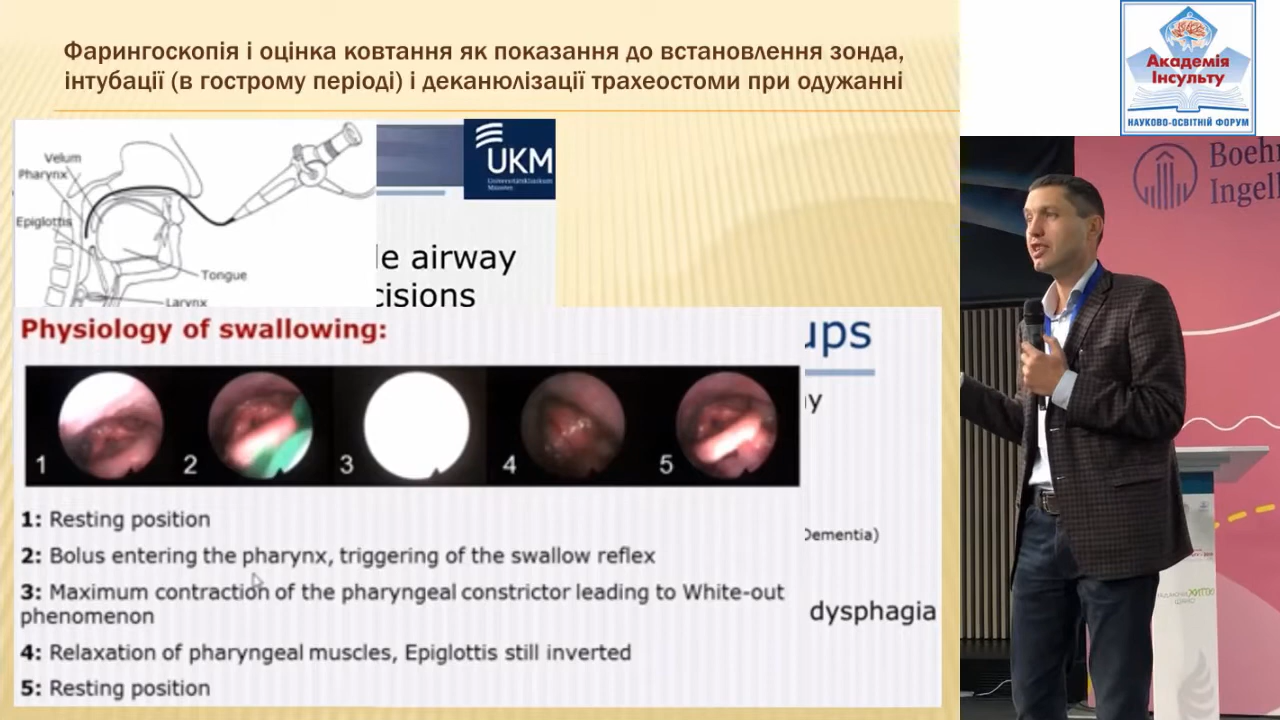 Фарингоскопія і оцінка ковтання як показання до встановлення зонда,
інтубації (в гострому періоді) і деканюлізації трахеостоми при одужанні
Академія
Інсульту
НАУКОВО-ОСВІТНІЙ ФОРУМ
Boehr
Ingell
Velum
Pharynx
Epiglottis
Tongue
Larynx
UKM
Universitätsklinikum
Münster
le airway
cisions
ups
y
Dementia)
dysphagia
Physiology of swallowing:
1 2 3 4 5
1: Resting position
2: Bolus entering the pharynx, triggering of the swallow reflex
3: Maximum contraction of the pharyngeal constrictor leading to White-out
phenomenon
4: Relaxation of pharyngeal muscles, Epiglottis still inverted
5: Resting position